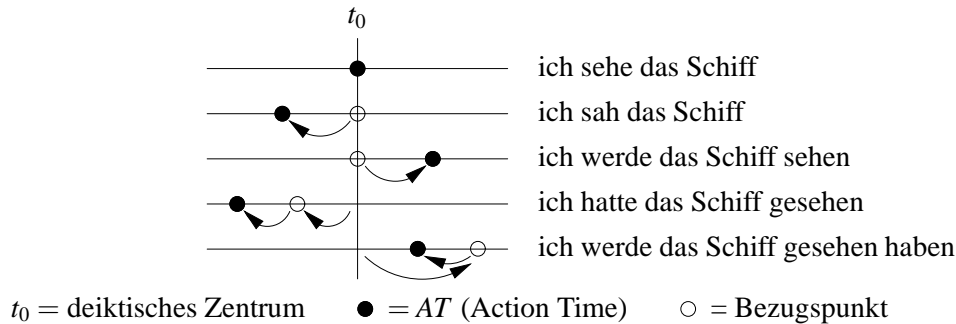 t₀
ich sehe das Schiff
ich sah das Schiff
ich werde das Schiff sehen
ich hatte das Schiff gesehen
ich werde das Schiff gesehen haben
t₀ = deiktisches Zentrum ● = AT (Action Time) ○ = Bezugspunkt